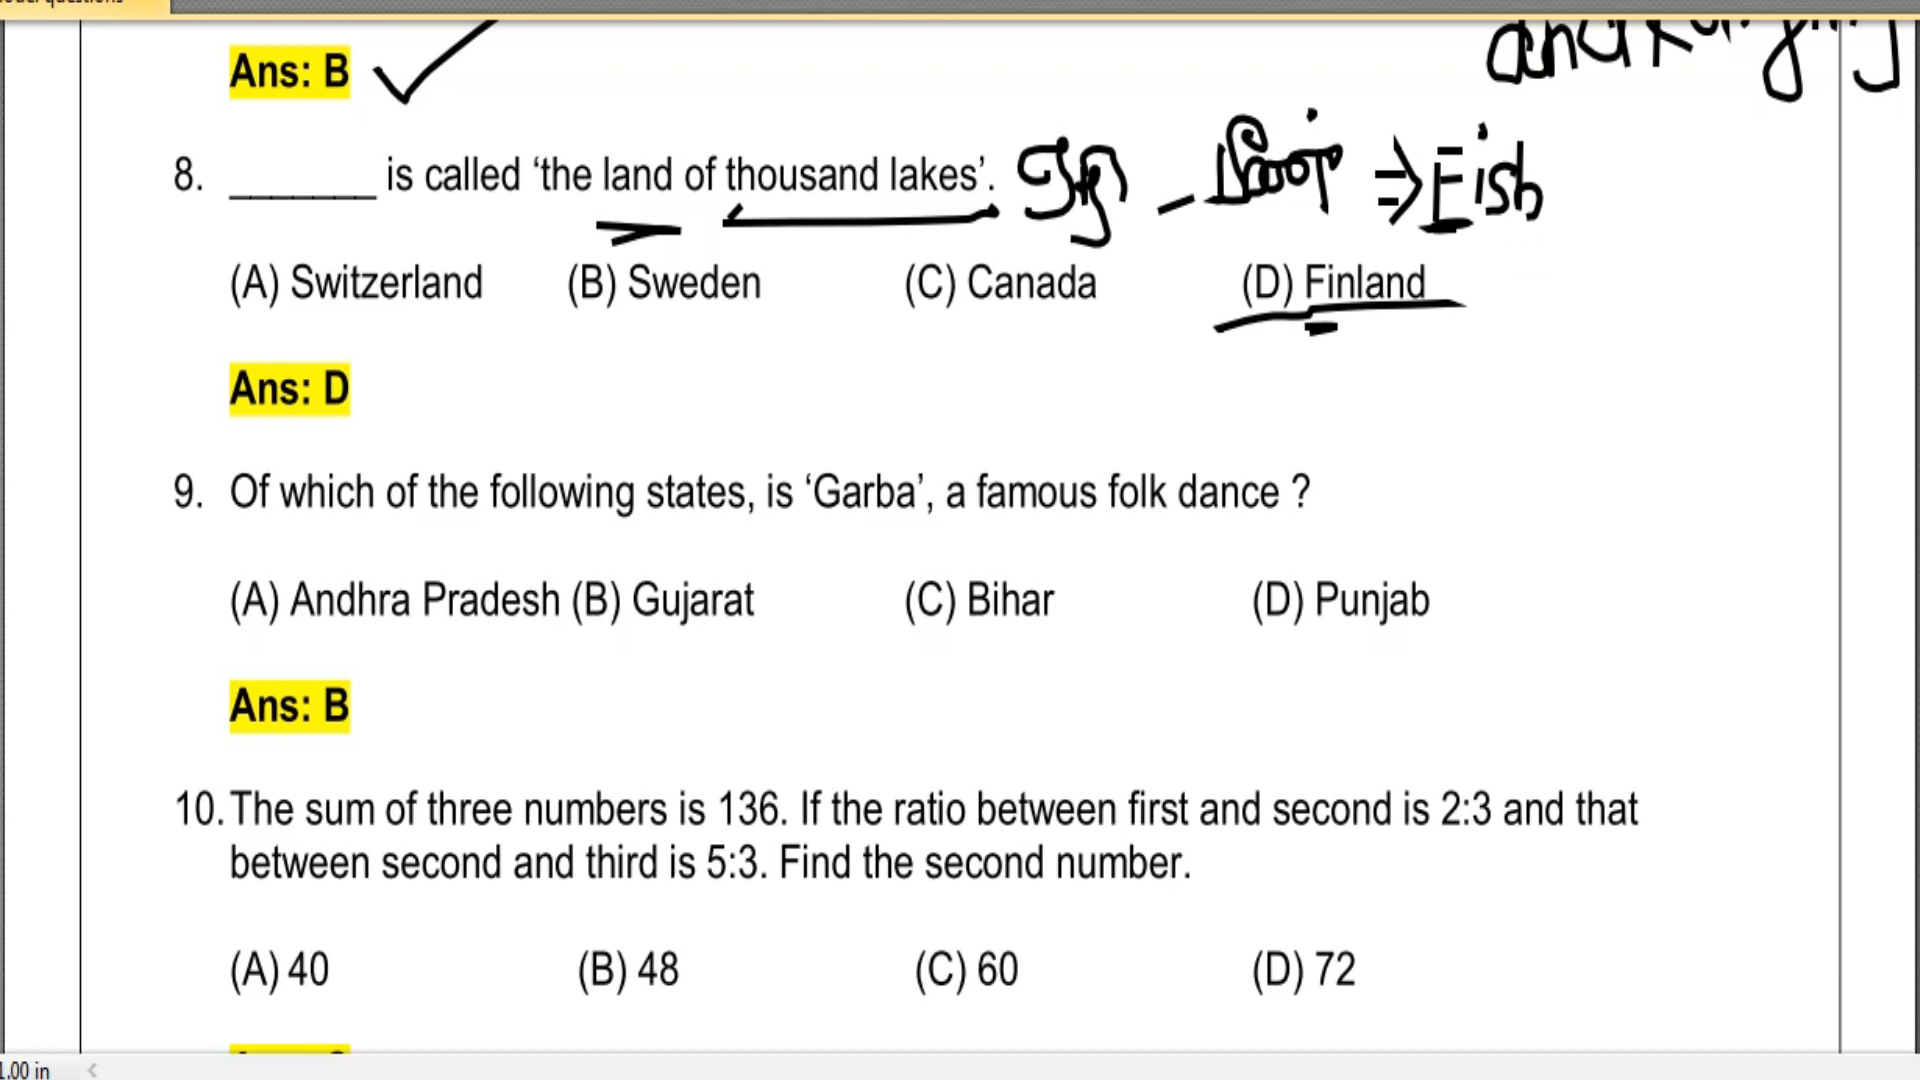 Ans: B
8. _______ is called ‘the land of thousand lakes’. ஏரி - மீன் ⇒ Fish
(A) Switzerland (B) Sweden (C) Canada (D) Finland
Ans: D
9. Of which of the following states, is ‘Garba’, a famous folk dance ?
(A) Andhra Pradesh (B) Gujarat (C) Bihar (D) Punjab
Ans: B
10. The sum of three numbers is 136. If the ratio between first and second is 2:3 and that
between second and third is 5:3. Find the second number.
(A) 40 (B) 48 (C) 60 (D) 72
1.00 in